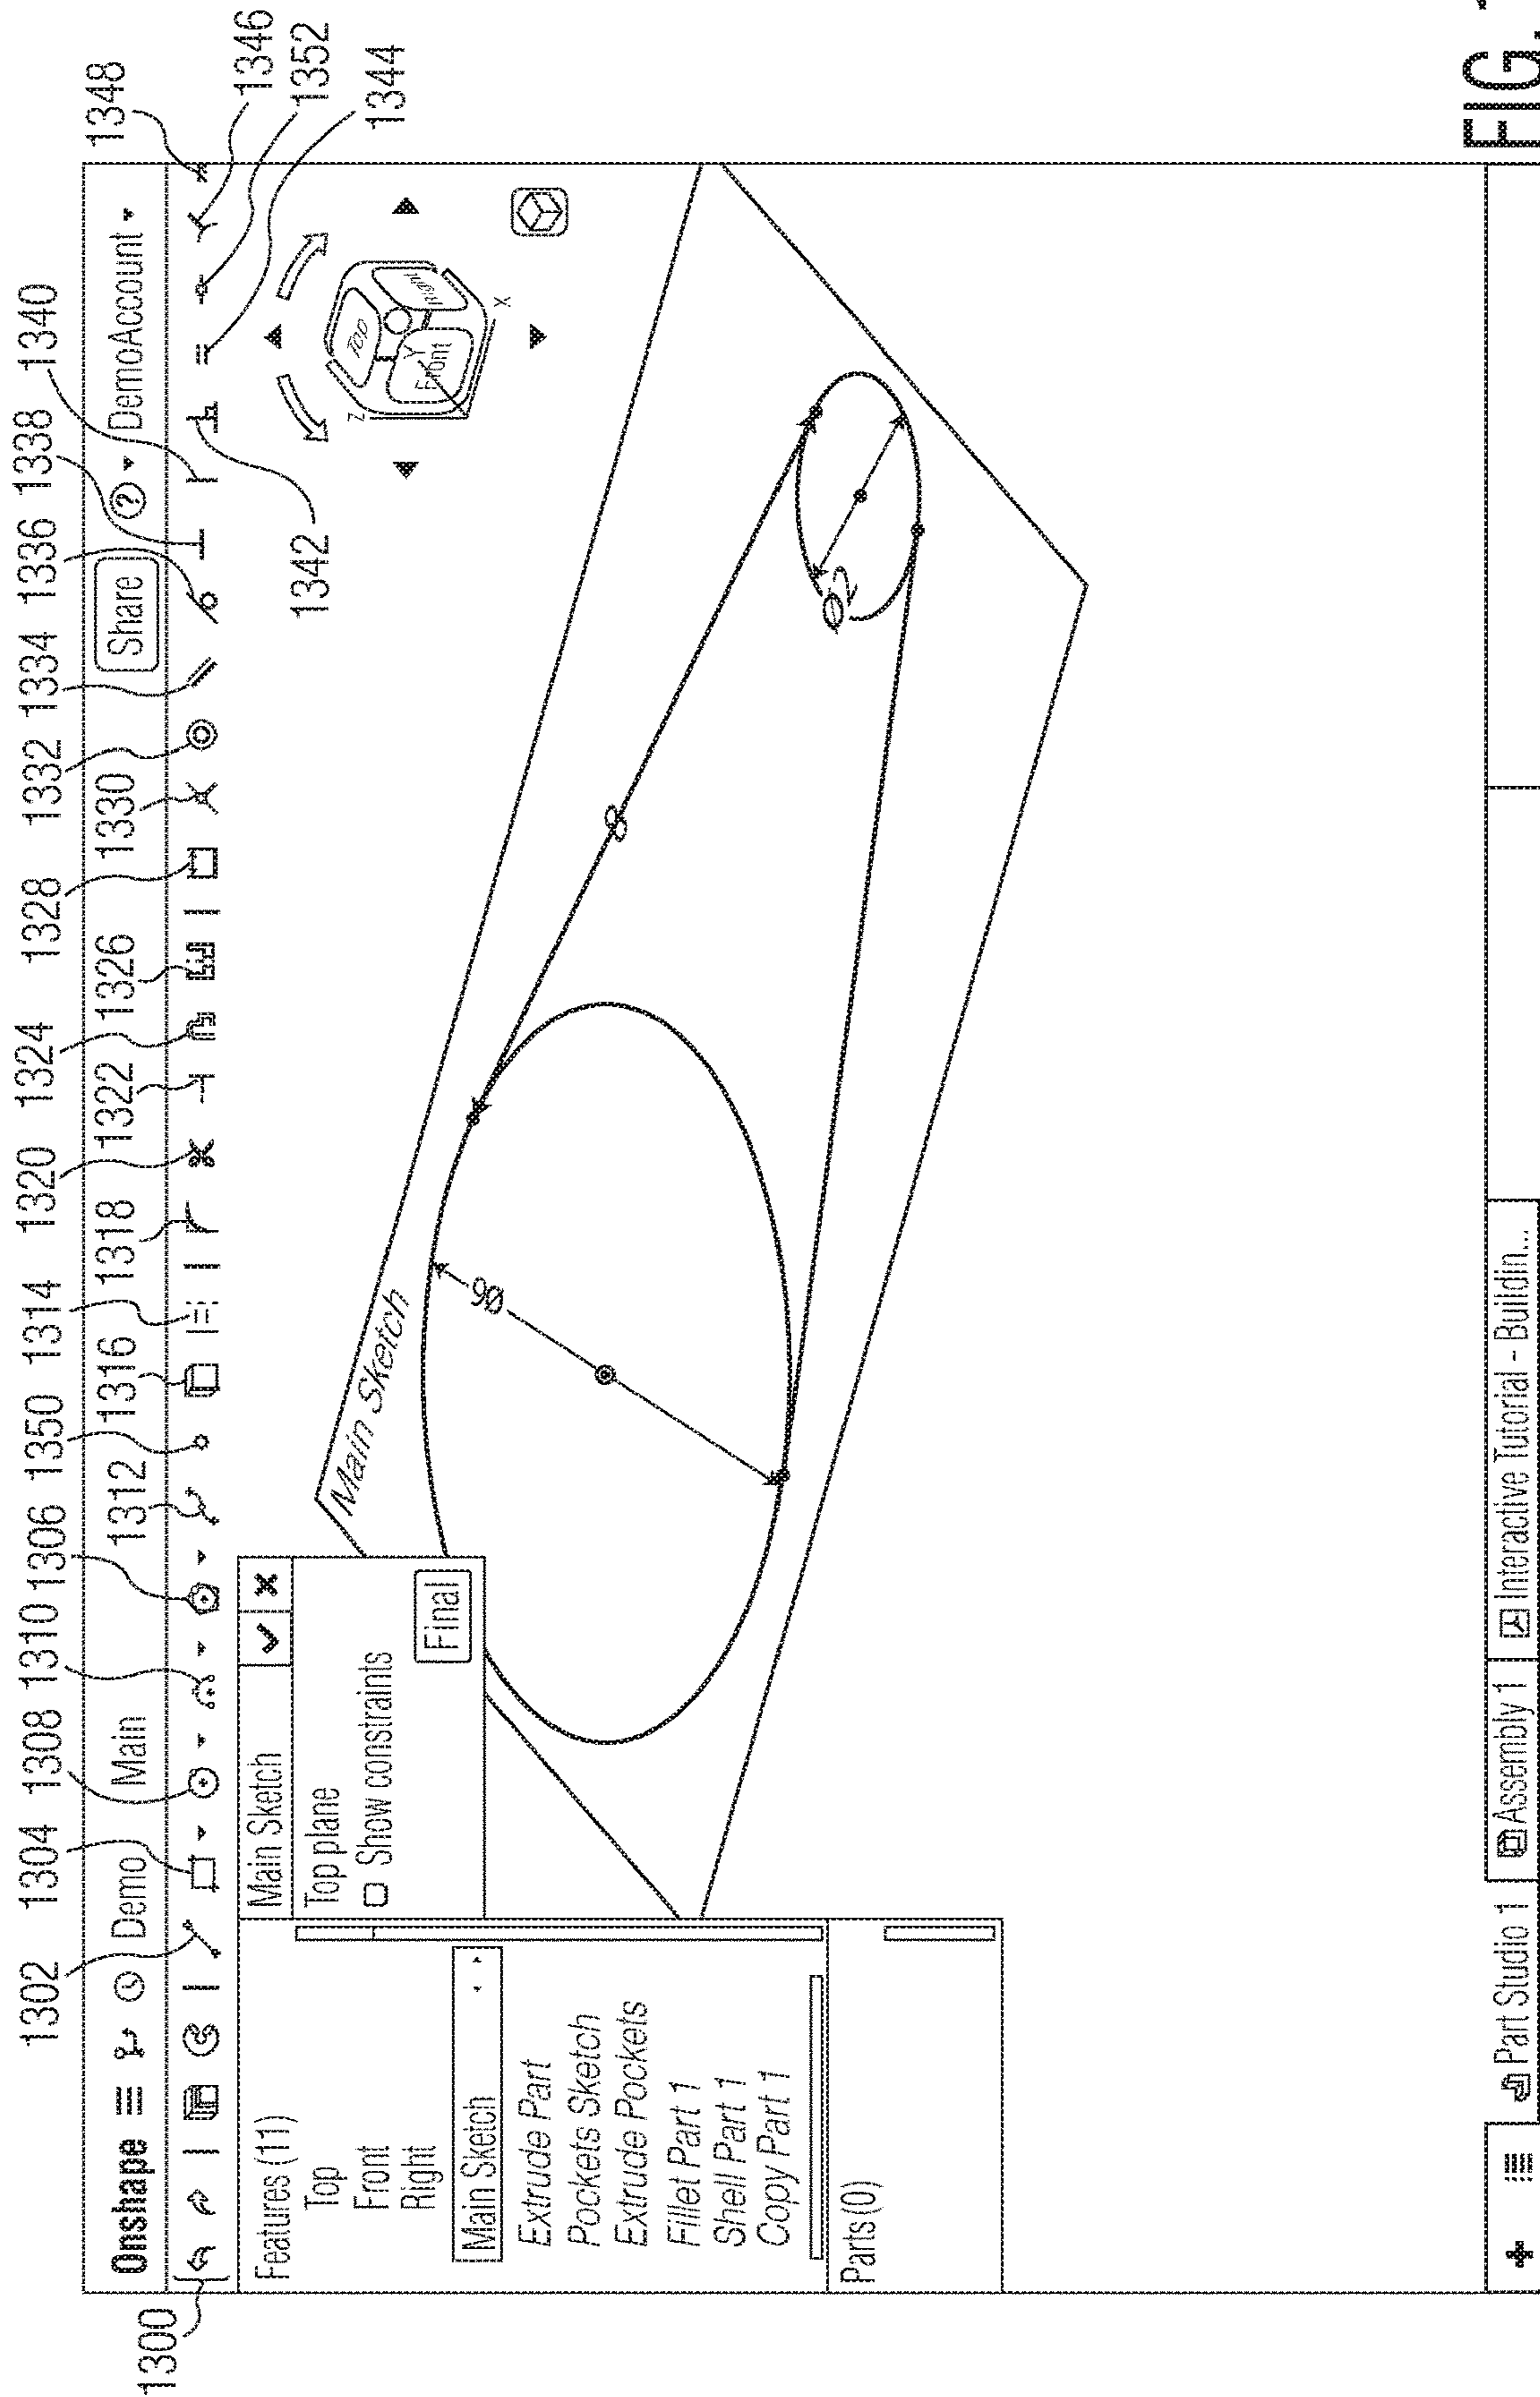 1304 1308 1310 1306 1350 1314 1320 1324 1328 1332 1334 1336 1338 1340
1302 1312 1316 1318 1322 1326 1330 1348
1346
1352
1344
1342
1300
Onshape Demo Main Share ? DemoAccount
Features (11)
Top
Front
Right
Main Sketch
Extrude Part
Pockets Sketch
Extrude Pockets
Fillet Part 1
Shell Part 1
Copy Part 1
Parts (0)
Main Sketch
Top plane
Show constraints
Final
Main Sketch
8
Ø2
Z
Top
Y
Front
Right
X
Part Studio 1 Assembly 1 Interactive Tutorial - Buildin...